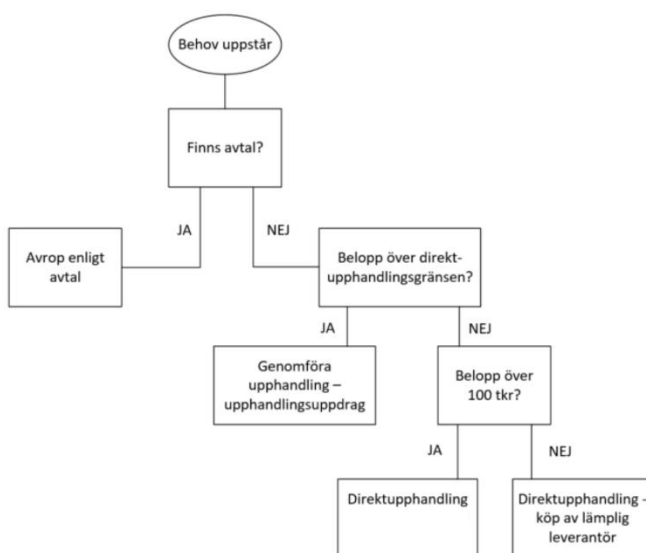 Behov uppstår
Finns avtal?
JA
NEJ
Avrop enligt
avtal
Belopp över direkt-
upphandlingsgränsen?
JA
NEJ
Genomföra
upphandling –
upphandlingsuppdrag
Belopp över
100 tkr?
JA
NEJ
Direktupphandling
Direktupphandling -
köp av lämplig
leverantör